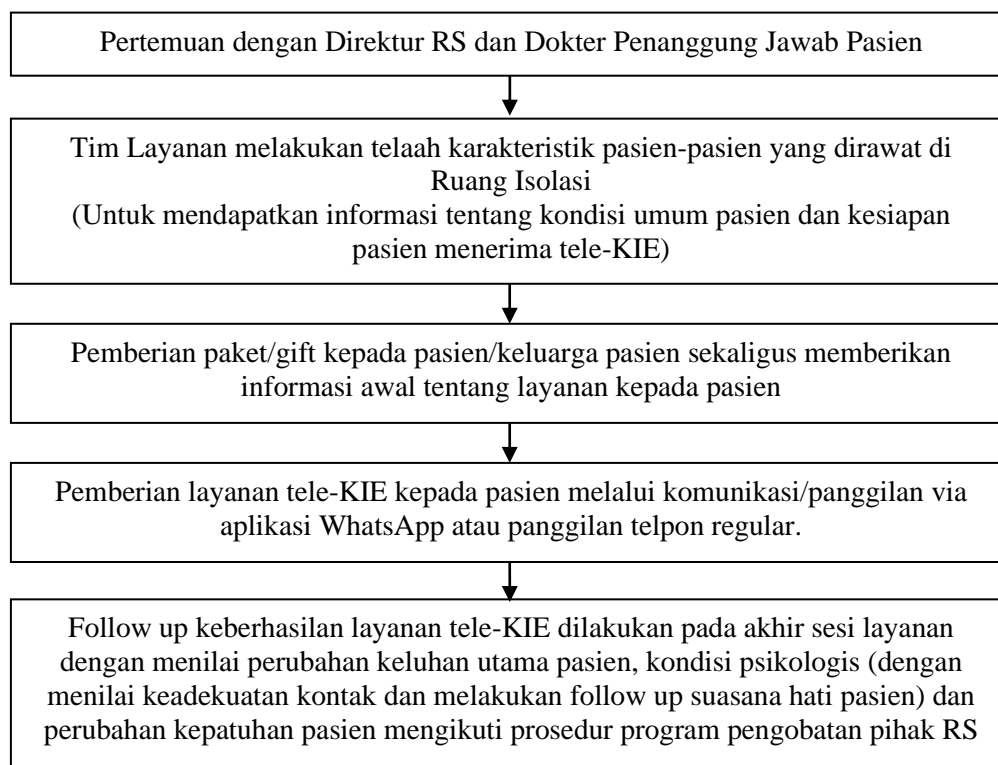 Pertemuan dengan Direktur RS dan Dokter Penanggung Jawab Pasien
Tim Layanan melakukan telaah karakteristik pasien-pasien yang dirawat di
Ruang Isolasi
(Untuk mendapatkan informasi tentang kondisi umum pasien dan kesiapan
pasien menerima tele-KIE)
Pemberian paket/gift kepada pasien/keluarga pasien sekaligus memberikan
informasi awal tentang layanan kepada pasien
Pemberian layanan tele-KIE kepada pasien melalui komunikasi/panggilan via
aplikasi WhatsApp atau panggilan telpon regular.
Follow up keberhasilan layanan tele-KIE dilakukan pada akhir sesi layanan
dengan menilai perubahan keluhan utama pasien, kondisi psikologis (dengan
menilai keadekuatan kontak dan melakukan follow up suasana hati pasien) dan
perubahan kepatuhan pasien mengikuti prosedur program pengobatan pihak RS